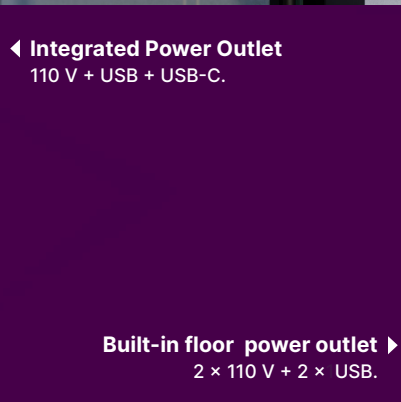 Integrated Power Outlet
110 V + USB + USB-C.
Built-in floor  power outlet
2 × 110 V + 2 ×  USB.